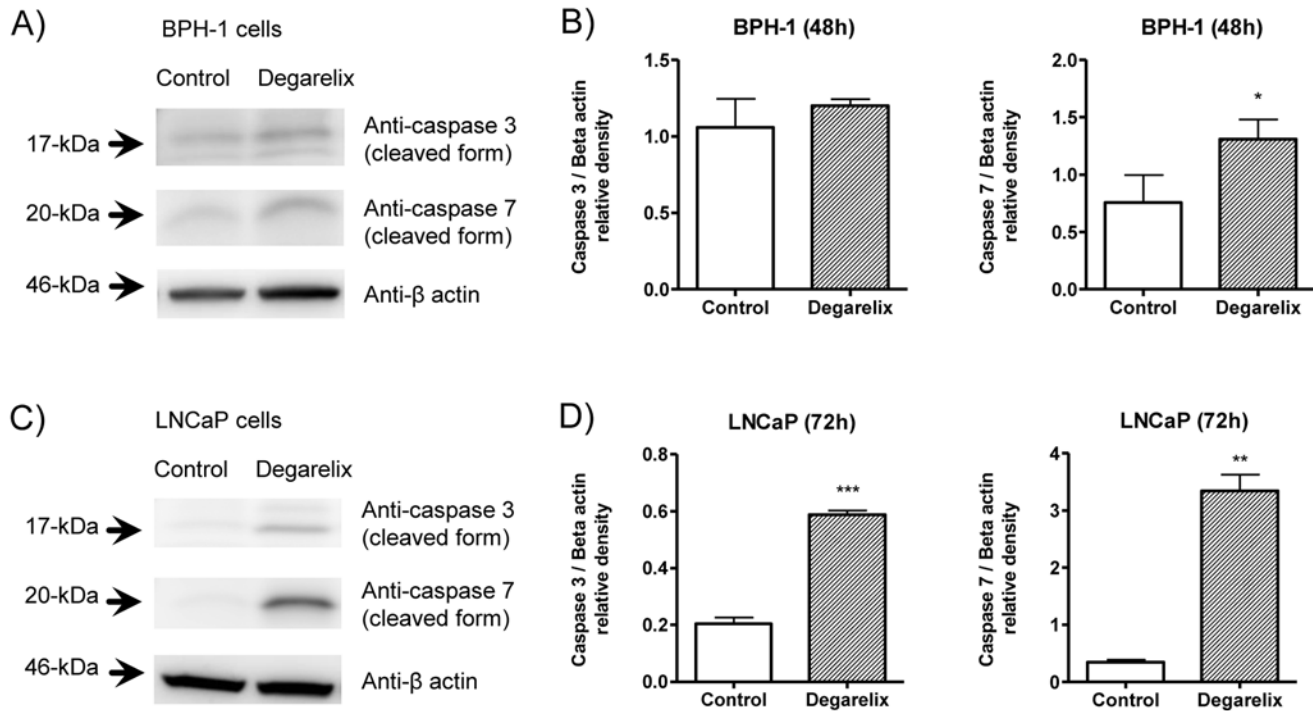 A)
BPH-1 cells
Control Degarelix
17-kDa
Anti-caspase 3
(cleaved form)
20-kDa
Anti-caspase 7
(cleaved form)
46-kDa
Anti-β actin
B)
BPH-1 (48h)
Caspase 3 / Beta actin
relative density
1.5
1.0
0.5
0.0
Control Degarelix
BPH-1 (48h)
Caspase 7 / Beta actin
relative density
2.0
1.5
1.0
0.5
0.0
*
Control Degarelix
C)
LNCaP cells
Control Degarelix
17-kDa
Anti-caspase 3
(cleaved form)
20-kDa
Anti-caspase 7
(cleaved form)
46-kDa
Anti-β actin
D)
LNCaP (72h)
Caspase 3 / Beta actin
relative density
0.8
0.6
0.4
0.2
0.0
***
Control Degarelix
LNCaP (72h)
Caspase 7 / Beta actin
relative density
4
3
2
1
0
**
Control Degarelix